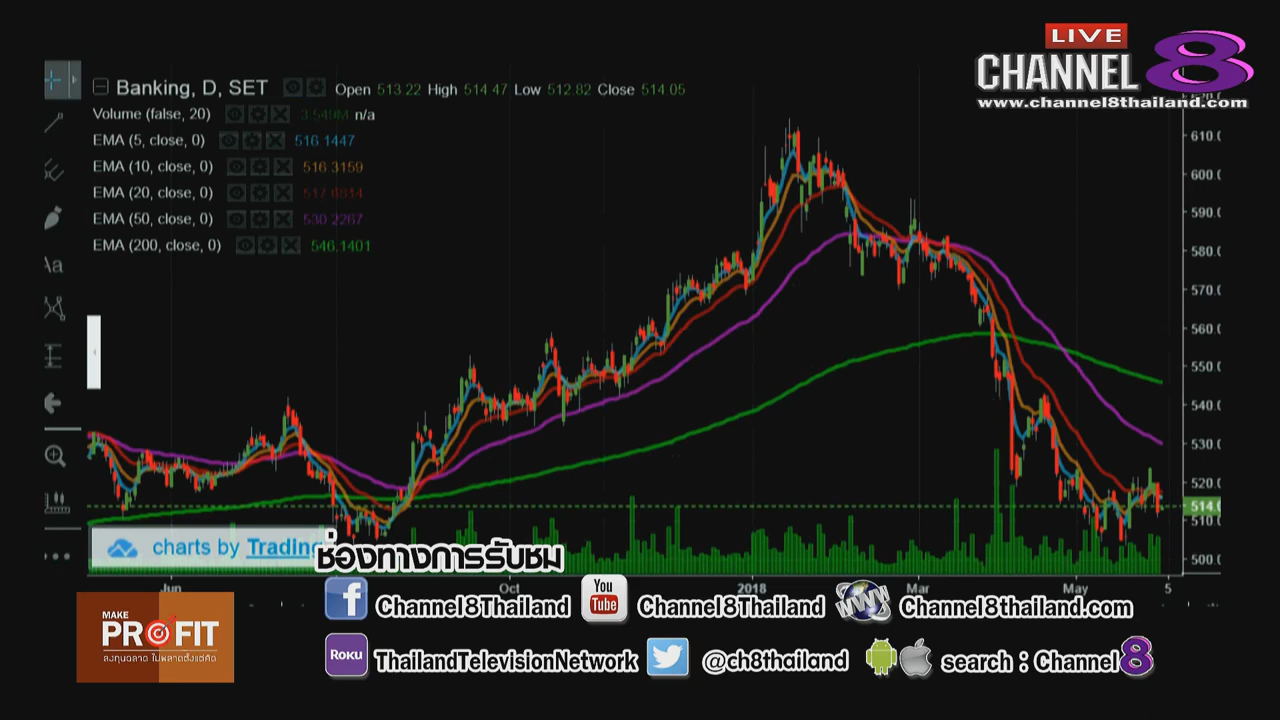 LIVE
CHANNEL 8
www.channel8thailand.com
Banking, D, SET Open 513.22 High 514.47 Low 512.82 Close 514.05
Volume (false, 20) 3.549M n/a
EMA (5, close, 0) 516.1447
EMA (10, close, 0) 516.3159
EMA (20, close, 0)
EMA (50, close, 0) 530.2267
EMA (200, close, 0) 546.1401
Aa
610.0
600.0
590.0
580.0
570.0
560.0
550.0
540.0
530.0
520.0
514.
510.0
500.0
charts by Trading
ช่องทางการรับชม
Jun Oct 2018 Mar May 5
MAKE
PROFIT
ลงทุนฉลาด ไม่พลาดตั้งแต่คิด
f Channel8Thailand You Tube Channel8Thailand WWW Channel8thailand.com
ROKU ThailandTelevisionNetwork @ch8thailand search : Channel8